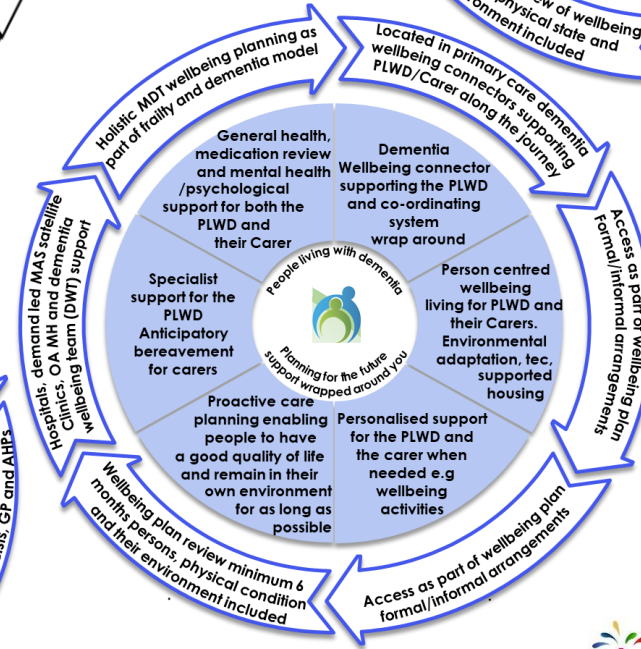 ew of wellbeing
physical state and
ronment included
Holistic MDT wellbeing planning as
part of frailty and dementia model
Located in primary care dementia
wellbeing connectors supporting
PLWD/Carer along the journey
General health,
medication review
and mental health
/psychological
support for both the
PLWD and
their Carer
Dementia
Wellbeing connector
supporting the PLWD
and co-ordinating
system
wrap around
Access as part of wellbeing plan
Formal/informal arrangements
Hospitals, demand led MAS satellite
Clinics, OA MH and dementia
wellbeing team (DWT) support
People living with dementia
Planning for the future
support wrapped around you
Specialist
support for the
PLWD
Anticipatory
bereavement
for carers
Person centred
wellbeing
living for PLWD and
their Carers.
Environmental
adaptation, tec,
supported
housing
Proactive care
planning enabling
people to have
a good quality of life
and remain in their
own environment
for as long as
possible
Personalised support
for the PLWD and
the carer when
needed e.g
wellbeing
activities
Wellbeing plan review minimum 6
months persons, physical condition
and their environment included
Access as part of wellbeing plan
formal/informal arrangements
sis, GP and AHPs